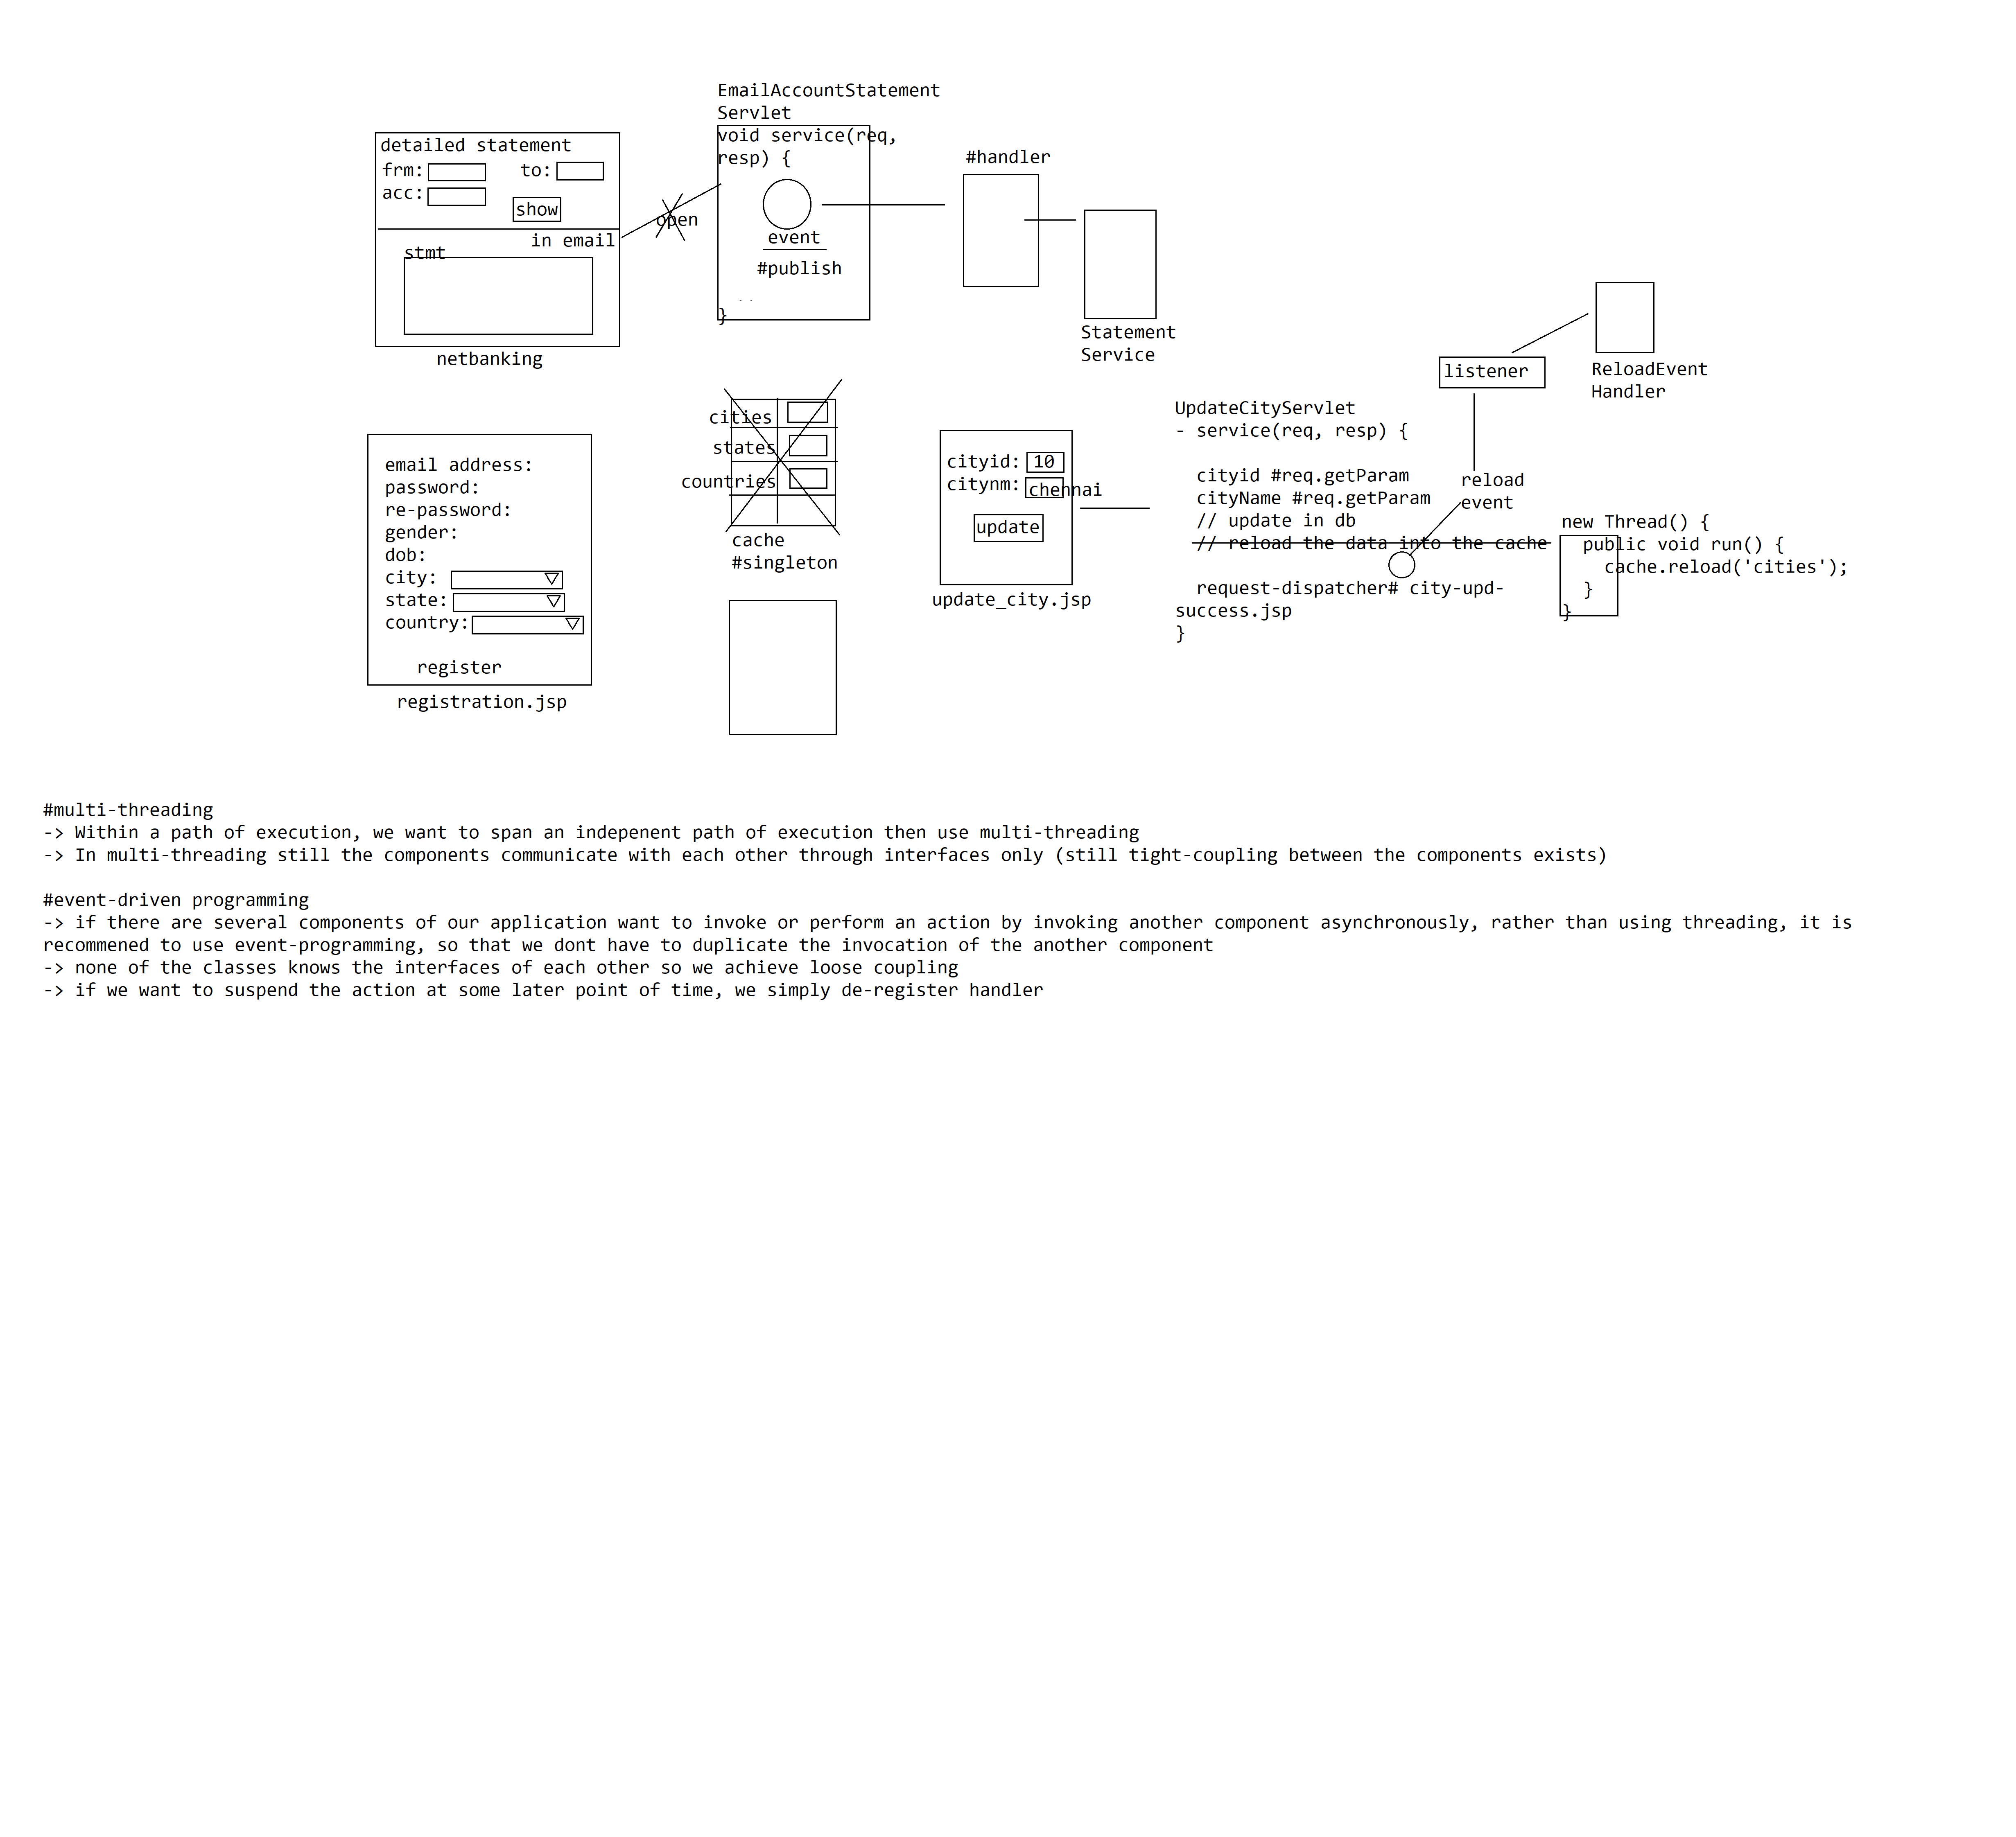 EmailAccountStatement
Servlet
void service(req,
resp) {
event
#publish
}
detailed statement
frm:
to:
acc:
show
in email
stmt
netbanking
open
#handler
Statement
Service
listener
ReloadEvent
Handler
cities
states
countries
cache
#singleton
email address:
password:
re-password:
gender:
dob:
city:
state:
country:
register
registration.jsp
cityid: 10
citynm: chennai
update
update_city.jsp
UpdateCityServlet
- service(req, resp) {
cityid #req.getParam
cityName #req.getParam
// update in db
// reload the data into the cache
request-dispatcher# city-upd-
success.jsp
}
reload
event
new Thread() {
public void run() {
cache.reload('cities');
}
}
#multi-threading
-> Within a path of execution, we want to span an indepenent path of execution then use multi-threading
-> In multi-threading still the components communicate with each other through interfaces only (still tight-coupling between the components exists)
#event-driven programming
-> if there are several components of our application want to invoke or perform an action by invoking another component asynchronously, rather than using threading, it is
recommened to use event-programming, so that we dont have to duplicate the invocation of the another component
-> none of the classes knows the interfaces of each other so we achieve loose coupling
-> if we want to suspend the action at some later point of time, we simply de-register handler